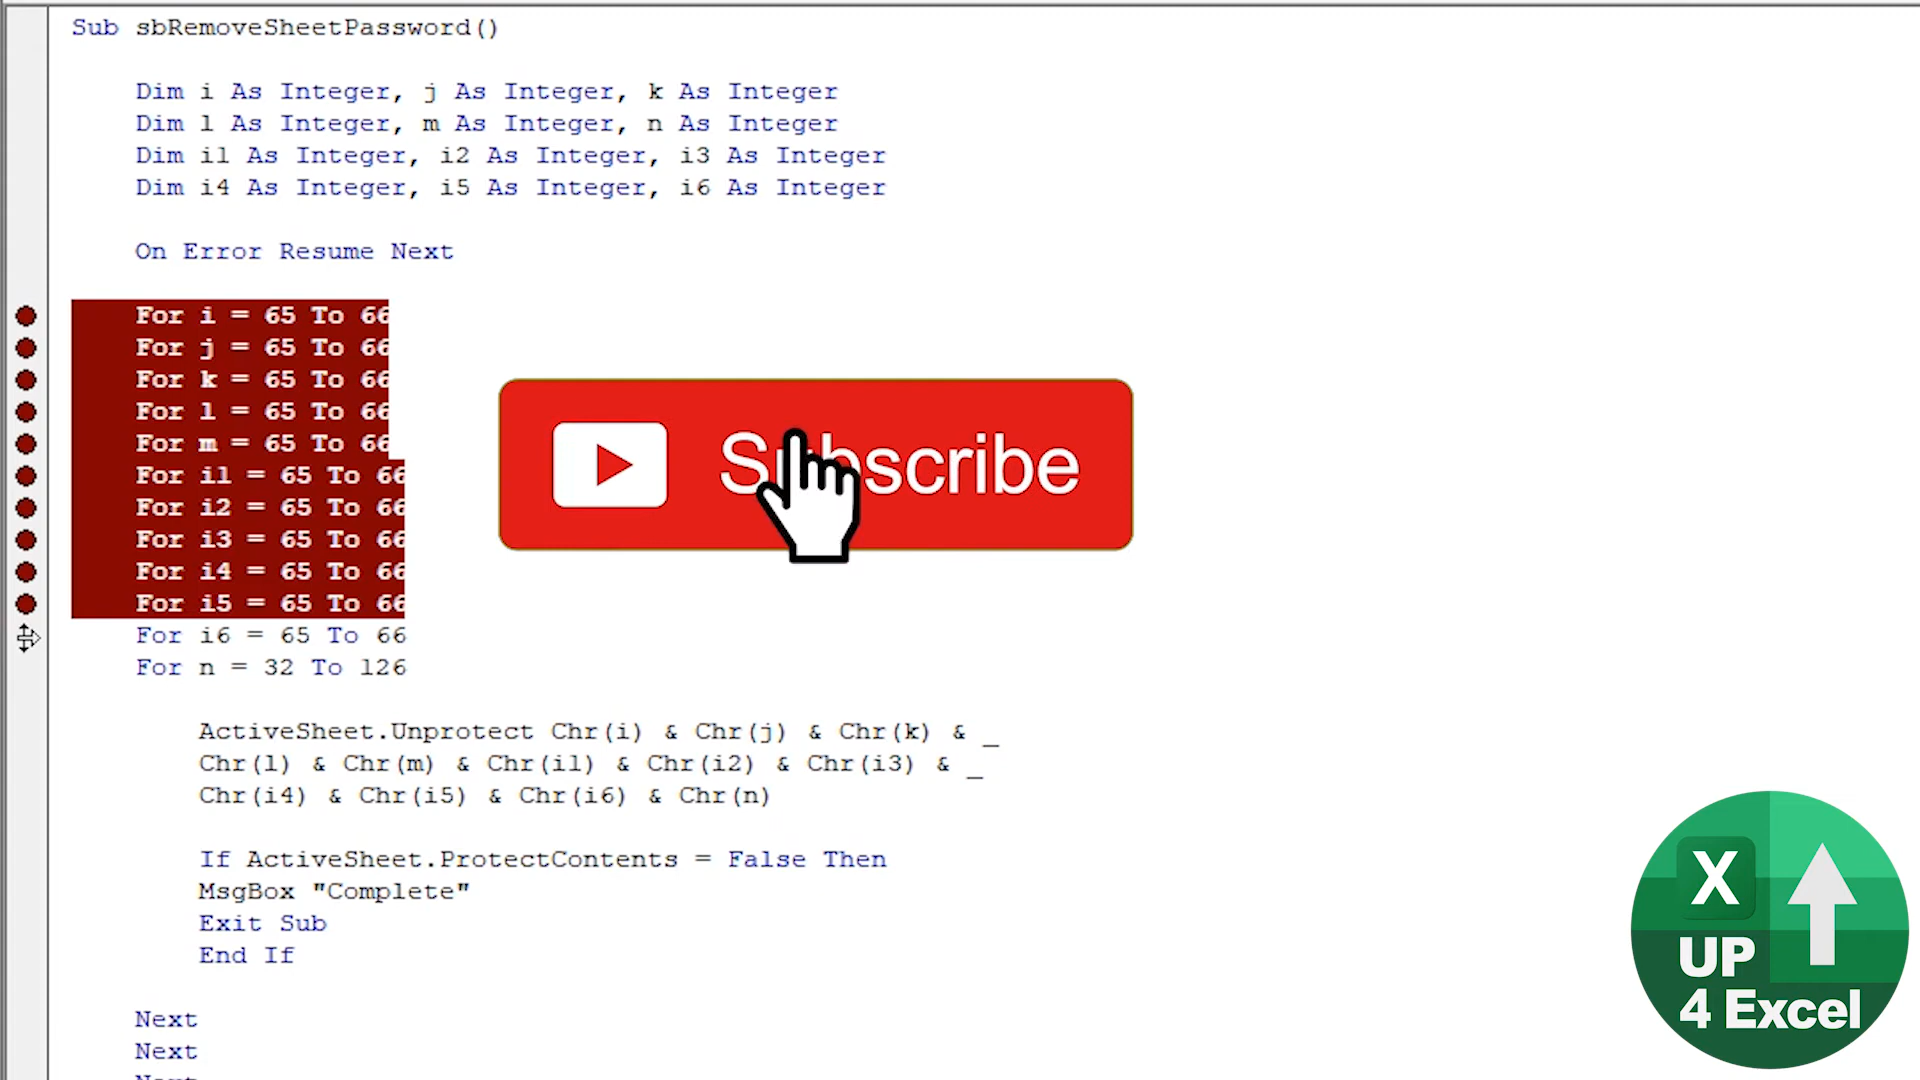 Sub sbRemoveSheetPassword()
Dim i As Integer, j As Integer, k As Integer
Dim l As Integer, m As Integer, n As Integer
Dim i1 As Integer, i2 As Integer, i3 As Integer
Dim i4 As Integer, i5 As Integer, i6 As Integer
On Error Resume Next
For i = 65 To 66
For j = 65 To 66
For k = 65 To 66
For l = 65 To 66
For m = 65 To 66
For i1 = 65 To 66
For i2 = 65 To 66
For i3 = 65 To 66
For i4 = 65 To 66
For i5 = 65 To 66
For i6 = 65 To 66
For n = 32 To 126
ActiveSheet.Unprotect Chr(i) & Chr(j) & Chr(k) & _
Chr(l) & Chr(m) & Chr(i1) & Chr(i2) & Chr(i3) & _
Chr(i4) & Chr(i5) & Chr(i6) & Chr(n)
If ActiveSheet.ProtectContents = False Then
MsgBox "Complete"
Exit Sub
End If
Next
Next
Next
Subscribe
X
UP
4 Excel